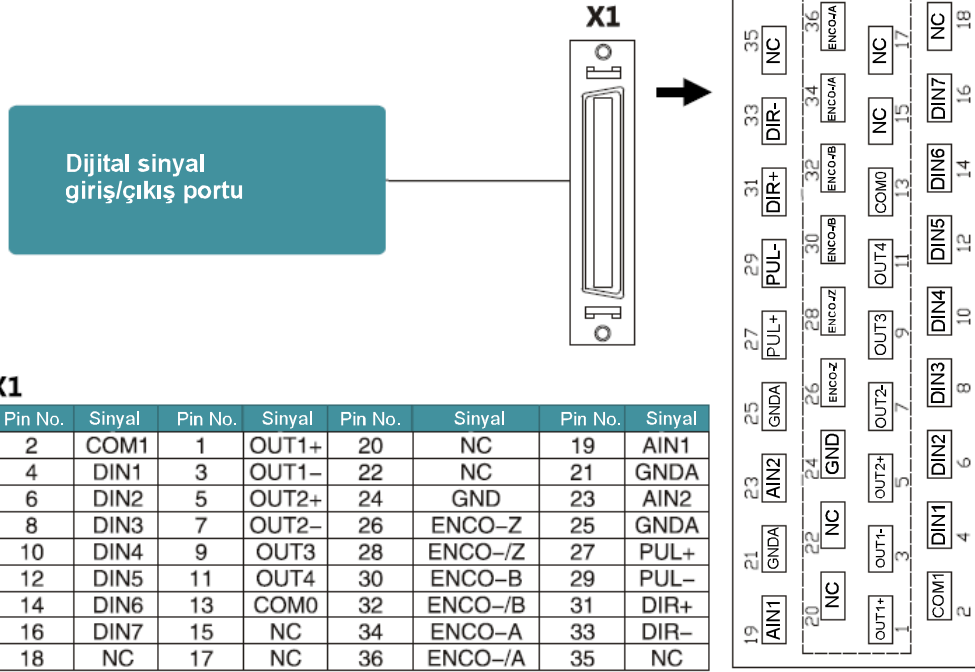 X1
Dijital sinyal
giriş/çıkış portu
X1
Pin No. Sinyal Pin No. Sinyal Pin No. Sinyal Pin No. Sinyal
2 COM1 1 OUT1+ 20 NC 19 AIN1
4 DIN1 3 OUT1– 22 NC 21 GNDA
6 DIN2 5 OUT2+ 24 GND 23 AIN2
8 DIN3 7 OUT2– 26 ENCO–Z 25 GNDA
10 DIN4 9 OUT3 28 ENCO–/Z 27 PUL+
12 DIN5 11 OUT4 30 ENCO–B 29 PUL–
14 DIN6 13 COM0 32 ENCO–/B 31 DIR+
16 DIN7 15 NC 34 ENCO–A 33 DIR–
18 NC 17 NC 36 ENCO–/A 35 NC
19 21 23 25 27 29 31 33 35
AIN1 GNDA AIN2 GNDA PUL+ PUL- DIR+ DIR- NC
20 22 24 26 28 30 32 34 36
NC NC GND ENCO-Z ENCO-/Z ENCO-/B ENCO-/B ENCO-/A ENCO-/A
OUT1+ OUT1- OUT2+ OUT2- OUT3 OUT4 COM0 NC NC
1 3 5 7 9 11 13 15 17
COM1 DIN1 DIN2 DIN3 DIN4 DIN5 DIN6 DIN7 NC
2 4 6 8 10 12 14 16 18